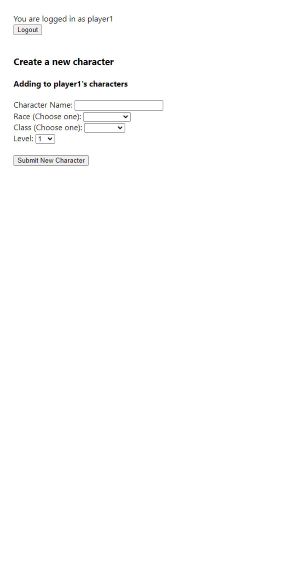 You are logged in as player1
Logout
Create a new character
Adding to player1's characters
Character Name:
Race (Choose one):
Class (Choose one):
Level: 1
Submit New Character